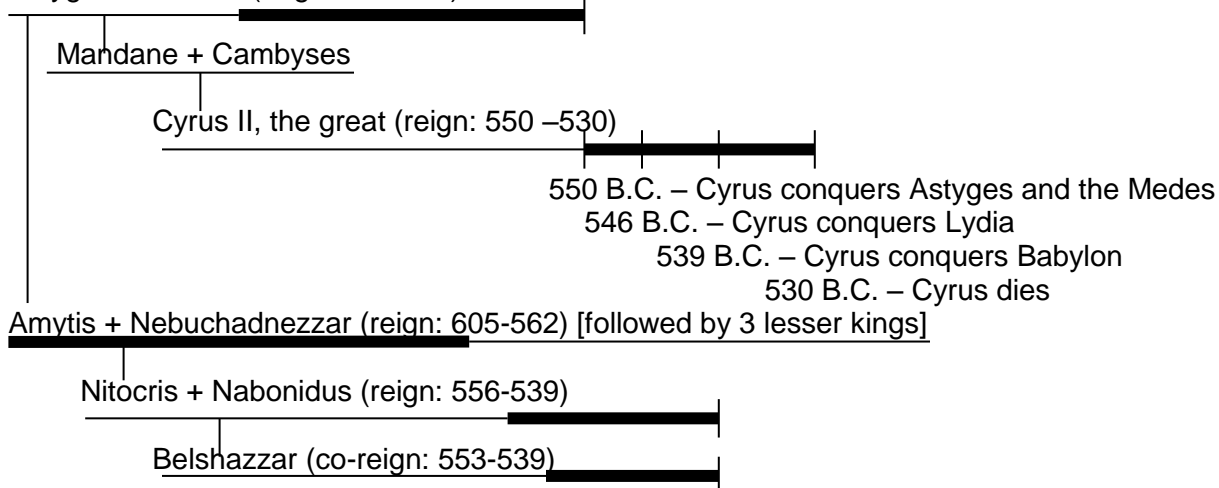 Mandane + Cambyses
Cyrus II, the great (reign: 550 –530)
550 B.C. – Cyrus conquers Astyges and the Medes
546 B.C. – Cyrus conquers Lydia
539 B.C. – Cyrus conquers Babylon
530 B.C. – Cyrus dies
Amytis + Nebuchadnezzar (reign: 605-562) [followed by 3 lesser kings]
Nitocris + Nabonidus (reign: 556-539)
Belshazzar (co-reign: 553-539)